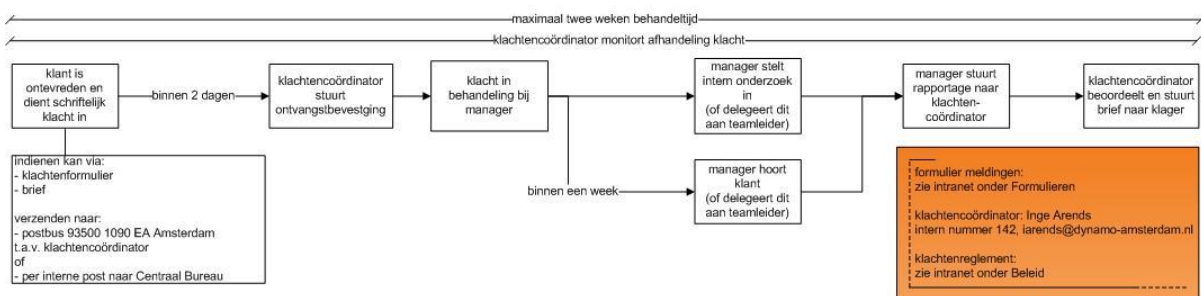 maximaal twee weken behandeltijd
klachtencoördinator monitort afhandeling klacht
klant is
ontevreden en
dient schriftelijk
klacht in
binnen 2 dagen
klachtencoördinator
stuurt
ontvangstbevestging
klacht in
behandeling bij
manager
manager stelt
intern onderzoek
in
(of delegeert dit
aan teamleider)
manager stuurt
rapportage naar
klachten-
coördinator
klachtencoördinator
beoordeelt en stuurt
brief naar klager
indienen kan via:
- klachtenformulier
- brief
verzenden naar:
- postbus 93500 1090 EA Amsterdam
t.a.v. klachtencoördinator
of
- per interne post naar Centraal Bureau
binnen een week
manager hoort
klant
(of delegeert dit
aan teamleider)
formulier meldingen:
zie intranet onder Formulieren
klachtencoördinator: Inge Arends
intern nummer 142, iarends@dynamo-amsterdam.nl
klachtenreglement:
zie intranet onder Beleid